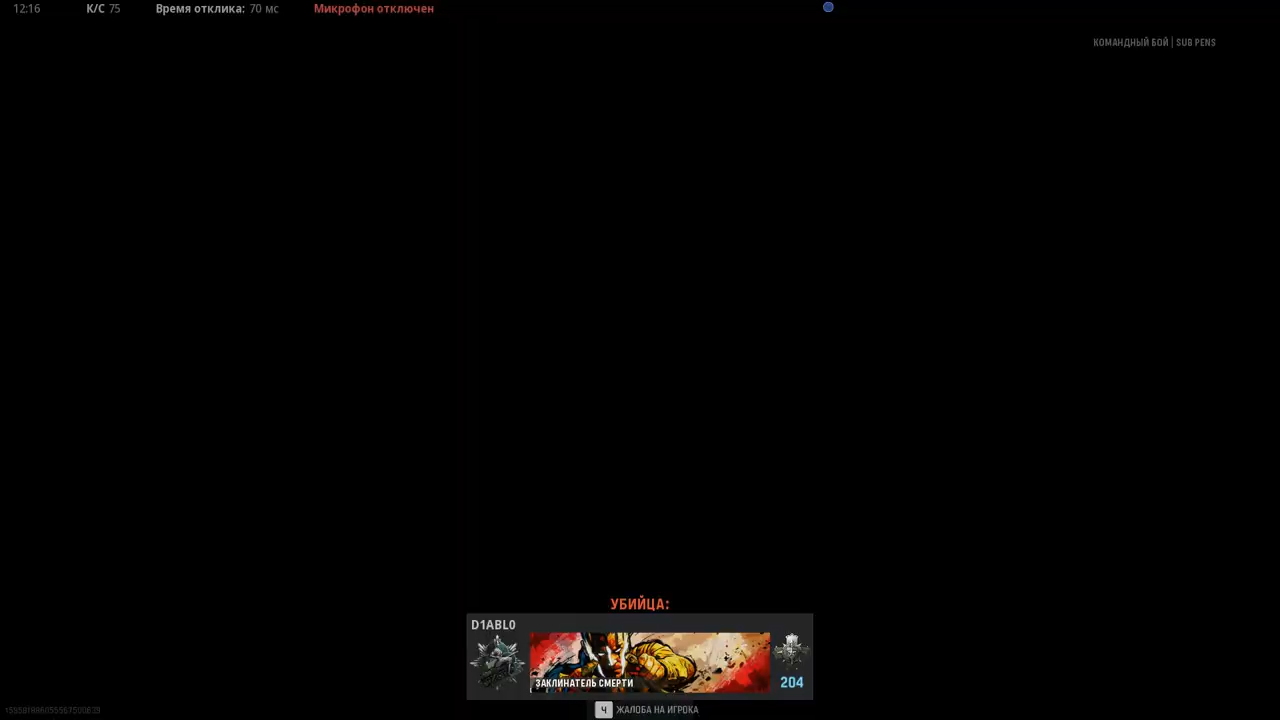 12:16 К/С 75 Время отклика: 70 мс Микрофон отключен
КОМАНДНЫЙ БОЙ | SUB PENS
УБИЙЦА:
D1ABL0
ЗАКЛИНАТЕЛЬ СМЕРТИ
204
Ч ЖАЛОБА НА ИГРОКА